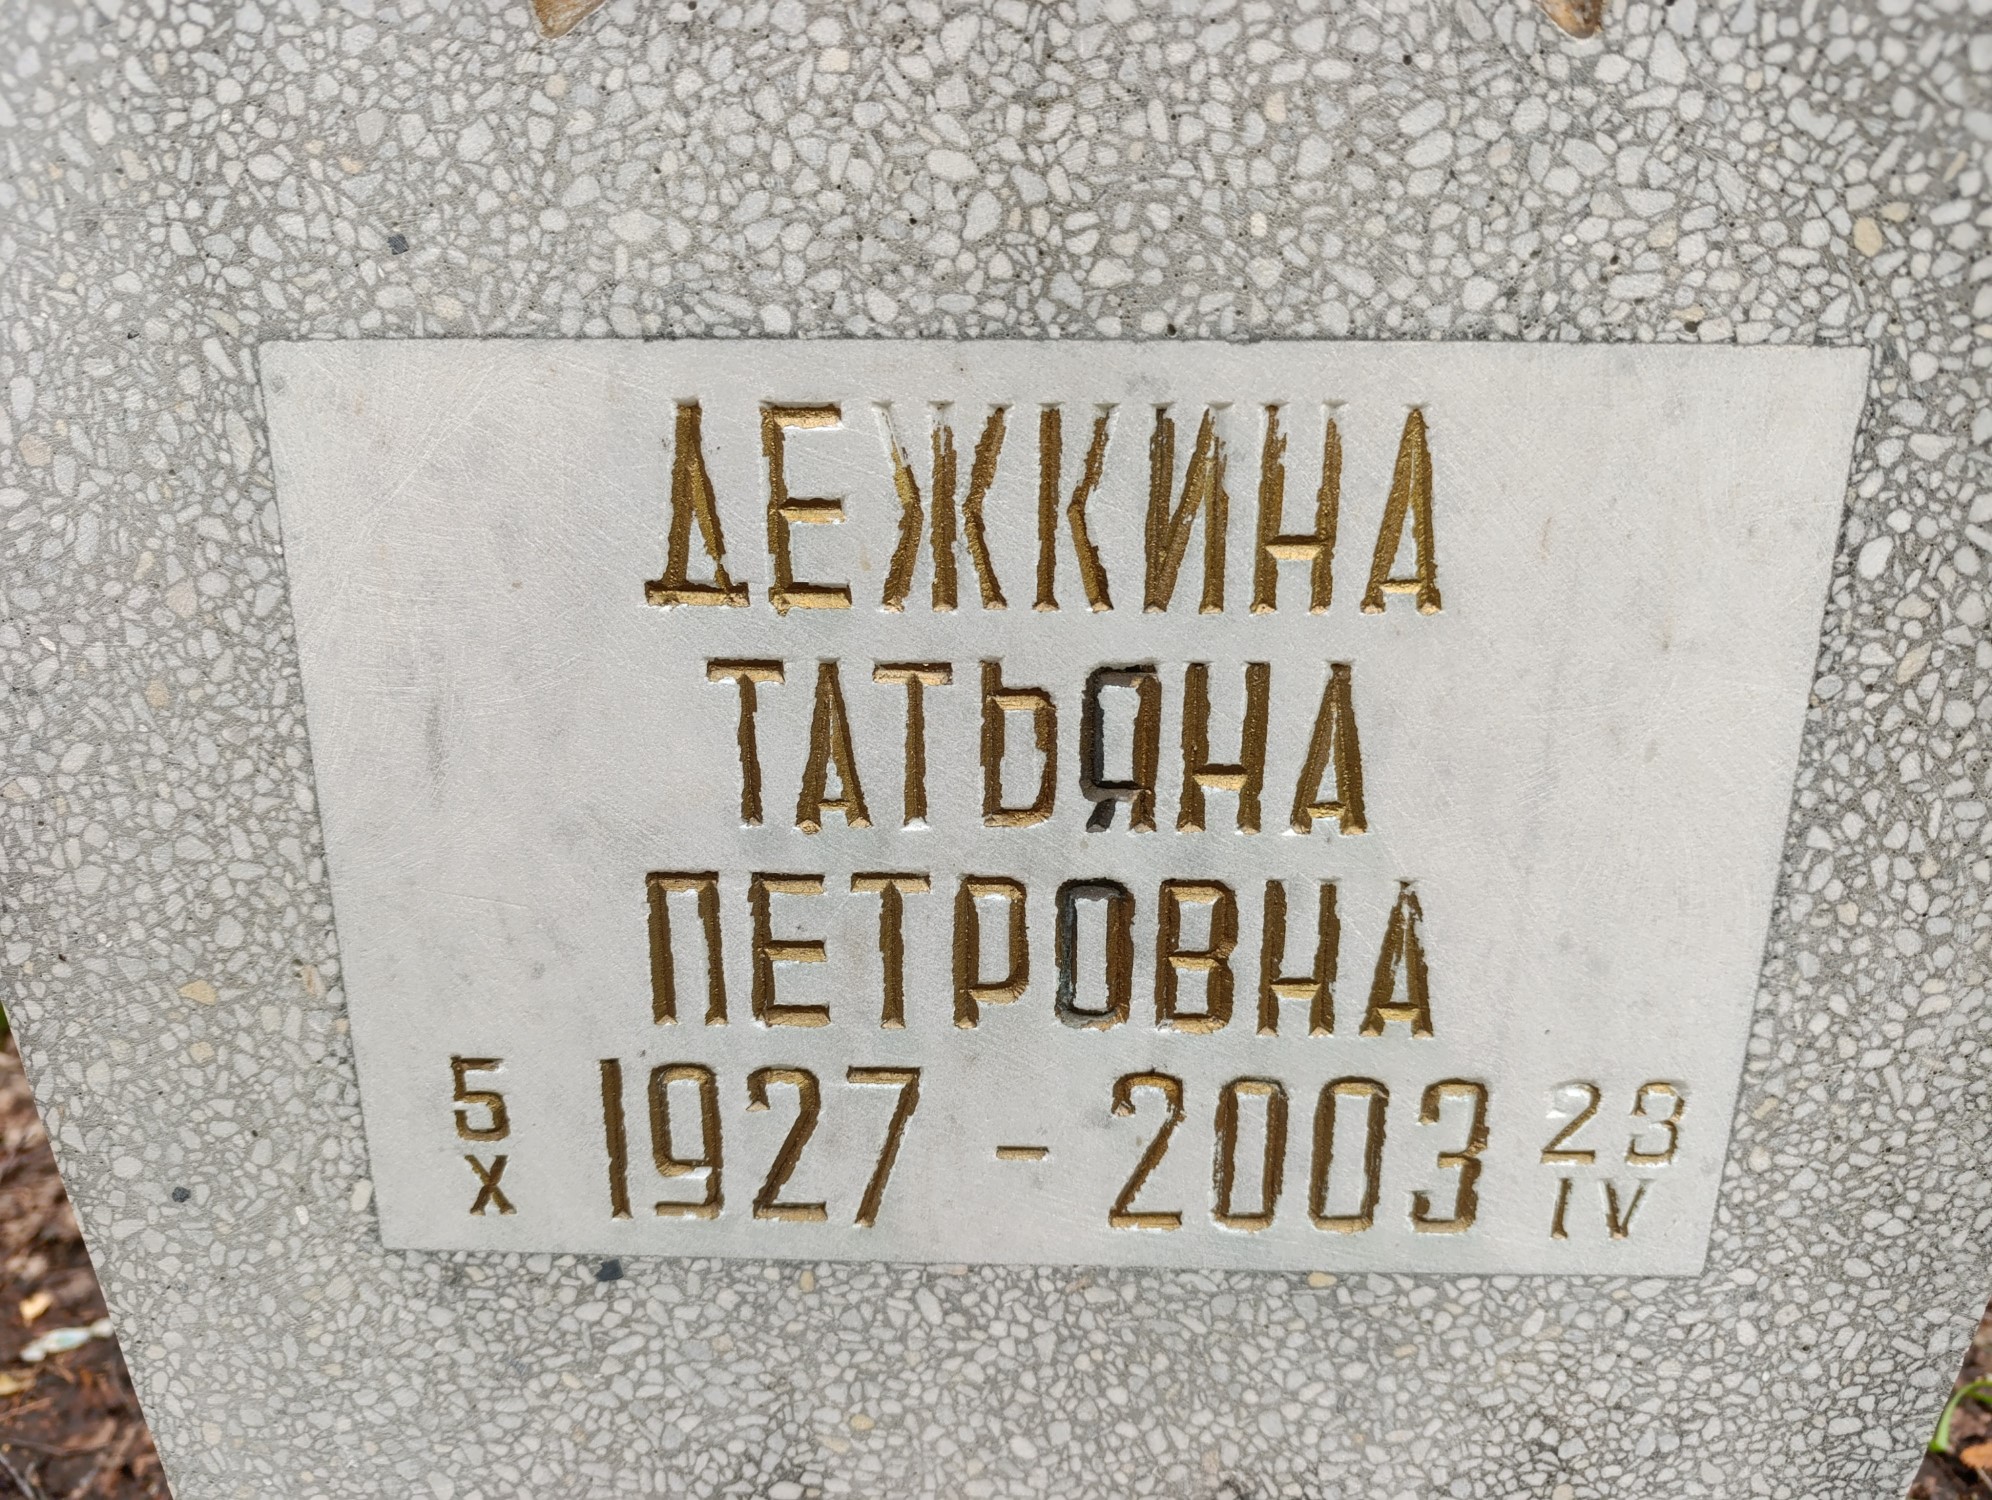 ДЕЖКИНА
ТАТЬЯНА
ПЕТРОВНА
5 1927 - 2003 23
X IV